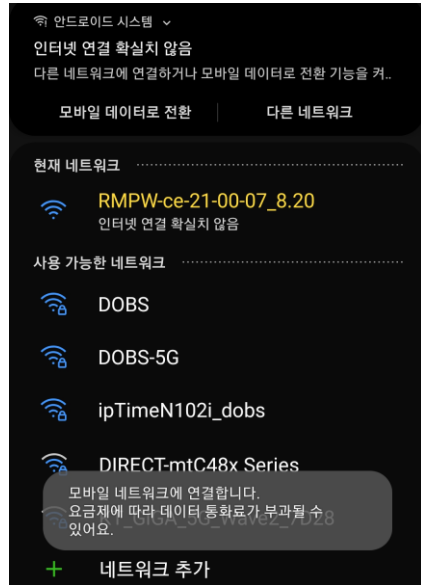 안드로이드 시스템
인터넷 연결 확실치 않음
다른 네트워크에 연결하거나 모바일 데이터로 전환 기능을 켜..
모바일 데이터로 전환
다른 네트워크
현재 네트워크
RMPW-ce-21-00-07_8.20
인터넷 연결 확실치 않음
사용 가능한 네트워크
DOBS
DOBS-5G
ipTimeN102i_dobs
DIRECT-mtC48x Series
모바일 네트워크에 연결합니다.
요금제에 따라 데이터 통화료가 부과될 수
있어요.
KT_GiGA_5G_Wave2_7D28
네트워크 추가